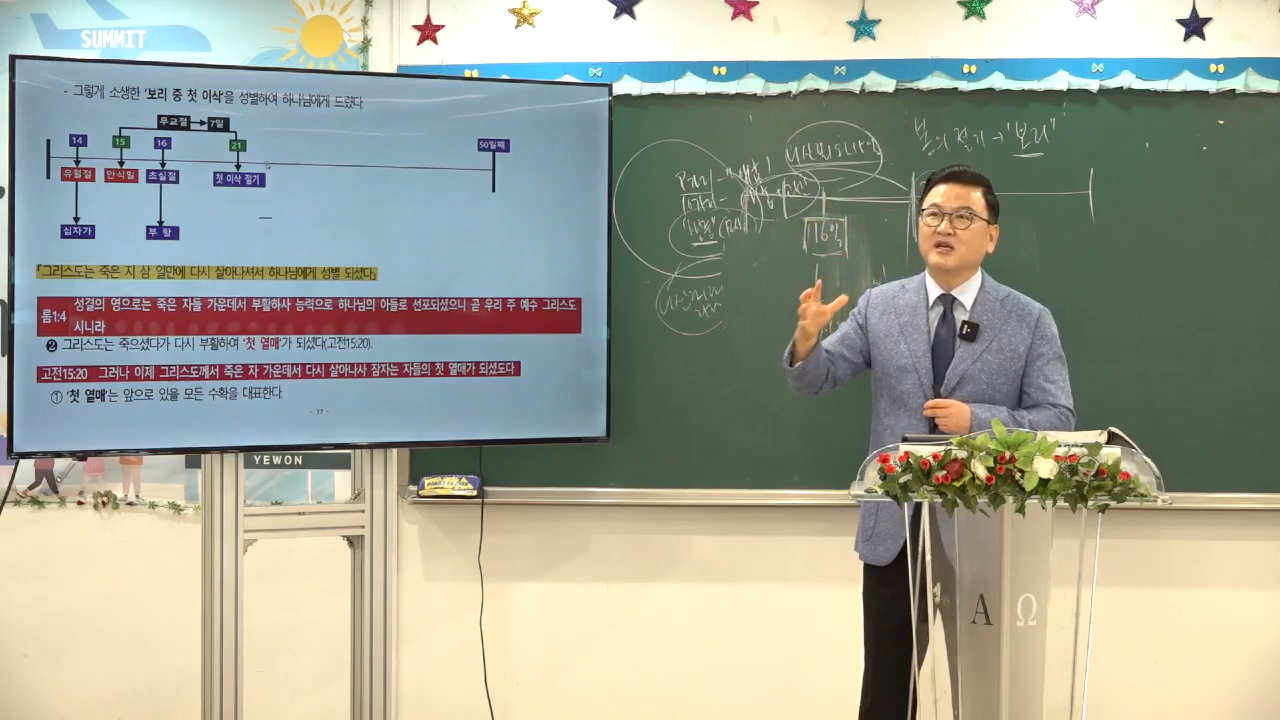 SUMMIT
- 그렇게 소생한 '보리 중 첫 이삭'을 성별하여 하나님에게 드렸다.
무교절 7일
14 15 16 21 50일째
유월절 안식일 초실절 첫 이삭 절기
십자가 부 활
『그리스도는 죽은 지 삼 일만에 다시 살아나셔서 하나님에게 성별 되셨다』
롬1:4 성결의 영으로는 죽은 자들 가운데서 부활하사 능력으로 하나님의 아들로 선포되셨으니 곧 우리 주 예수 그리스도
시니라
❷ 그리스도는 죽으셨다가 다시 부활하여 '첫 열매'가 되셨다(고전15:20).
고전15:20 그러나 이제 그리스도께서 죽은 자 가운데서 다시 살아나사 잠자는 자들의 첫 열매가 되셨도다
① '첫 열매'는 앞으로 있을 모든 수확을 대표한다.
- 17 -
YEWON
봄의 절기 → '보리'
16일
Α Ω